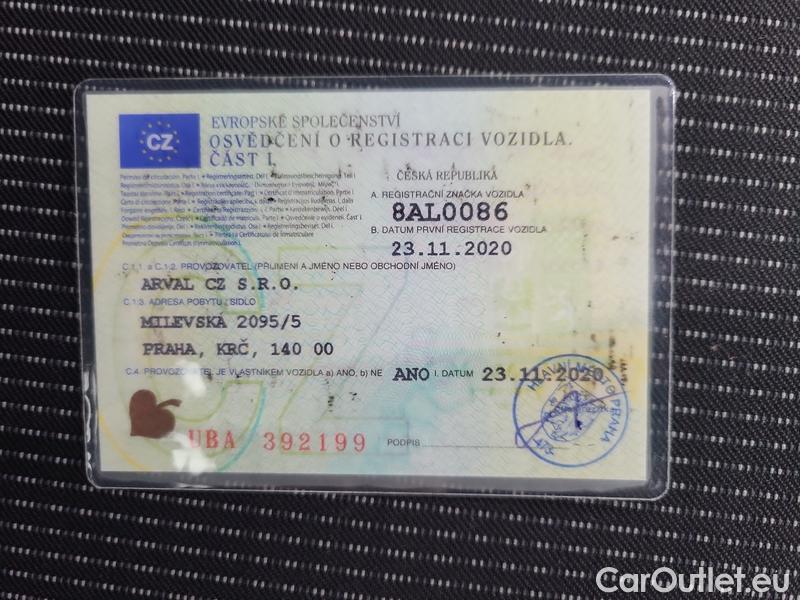 CZ
EVROPSKÉ SPOLEČENSTVÍ
OSVĚDČENÍ O REGISTRACI VOZIDLA.
ČÁST I.
ČESKÁ REPUBLIKA
A. REGISTRAČNÍ ZNAČKA VOZIDLA
8AL0086
B. DATUM PRVNÍ REGISTRACE VOZIDLA
23.11.2020
C.1.1. a C.1.2. PROVOZOVATEL (PŘÍJMENÍ A JMÉNO NEBO OBCHODNÍ JMÉNO)
ARVAL CZ S.R.O.
C.1.3. ADRESA POBYTU / SÍDLO
MILEVSKÁ 2095/5
PRAHA, KRČ, 140 00
C.4. PROVOZOVATEL JE VLASTNÍKEM VOZIDLA a) ANO, b) NE ANO I. DATUM 23.11.2020
HLAVNÍ MĚSTO PRAHA
UBA 392199 PODPIS
CarOutlet.eu